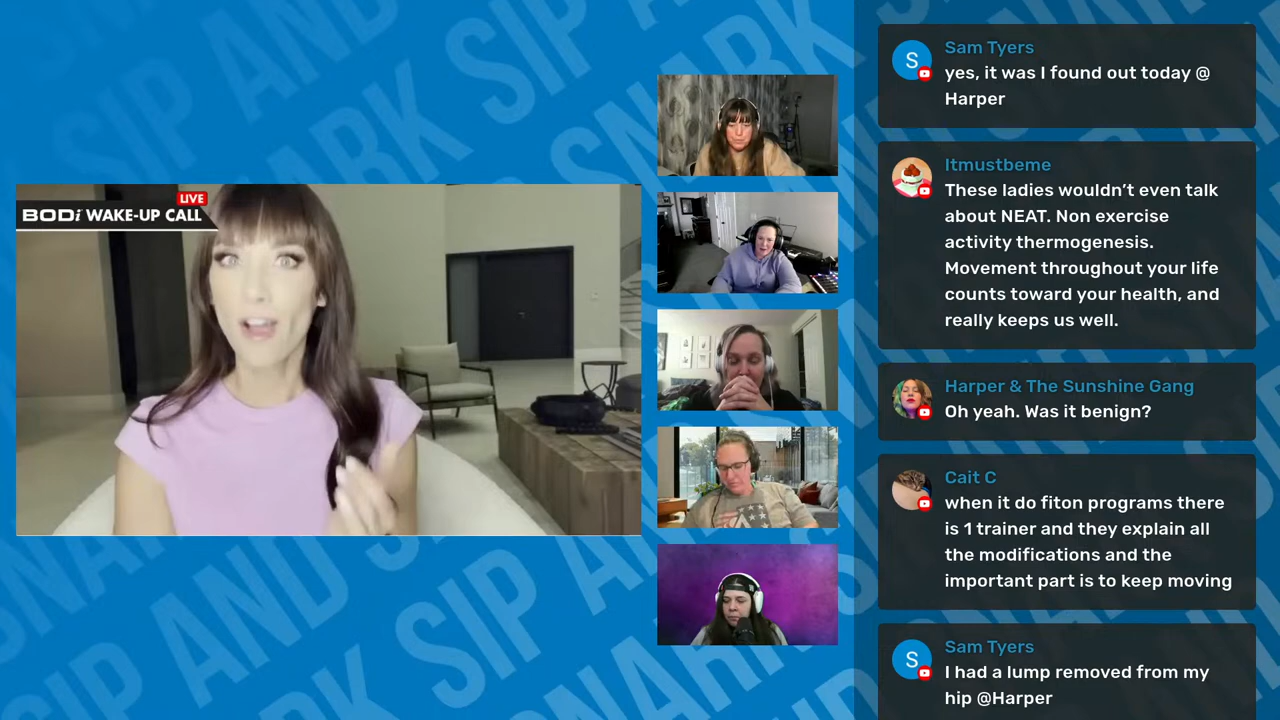 LIVE
BODi WAKE-UP CALL
SIP AND SNARK
Sam Tyers
yes, it was I found out today @
Harper
Itmustbeme
These ladies wouldn’t even talk
about NEAT. Non exercise
activity thermogenesis.
Movement throughout your life
counts toward your health, and
really keeps us well.
Harper & The Sunshine Gang
Oh yeah. Was it benign?
Cait C
when it do fiton programs there
is 1 trainer and they explain all
the modifications and the
important part is to keep moving
Sam Tyers
I had a lump removed from my
hip @Harper